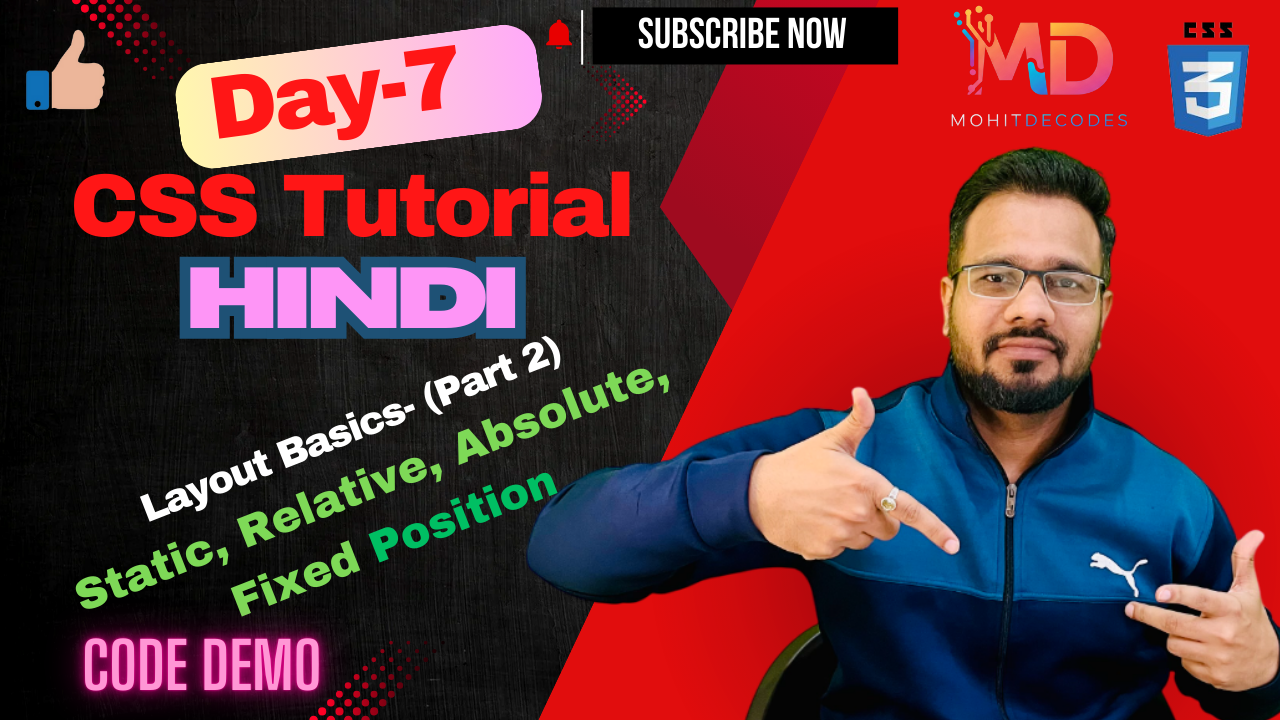 SUBSCRIBE NOW
MD
MOHITDECODES
CSS
3
Day-7
CSS Tutorial
HINDI
Layout Basics- (Part 2)
Static, Relative, Absolute,
Fixed Position
CODE DEMO